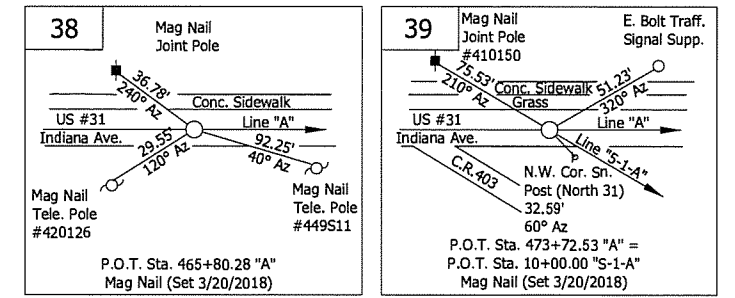 38
Mag Nail
Joint Pole
36.78'
240° Az
Conc. Sidewalk
US #31
Line "A"
Indiana Ave.
29.55'
120° Az
92.25'
40° Az
Mag Nail
Tele. Pole
#420126
Mag Nail
Tele. Pole
#449S11
P.O.T. Sta. 465+80.28 "A"
Mag Nail (Set 3/20/2018)
39
Mag Nail
Joint Pole
#410150
E. Bolt Traff.
Signal Supp.
75.53'
210° Az
51.23'
320° Az
Conc. Sidewalk
Grass
US #31
Line "A"
Indiana Ave.
Line "S-1-A"
C.R.403
N.W. Cor. Sn.
Post (North 31)
32.59'
60° Az
P.O.T. Sta. 473+72.53 "A" =
P.O.T. Sta. 10+00.00 "S-1-A"
Mag Nail (Set 3/20/2018)